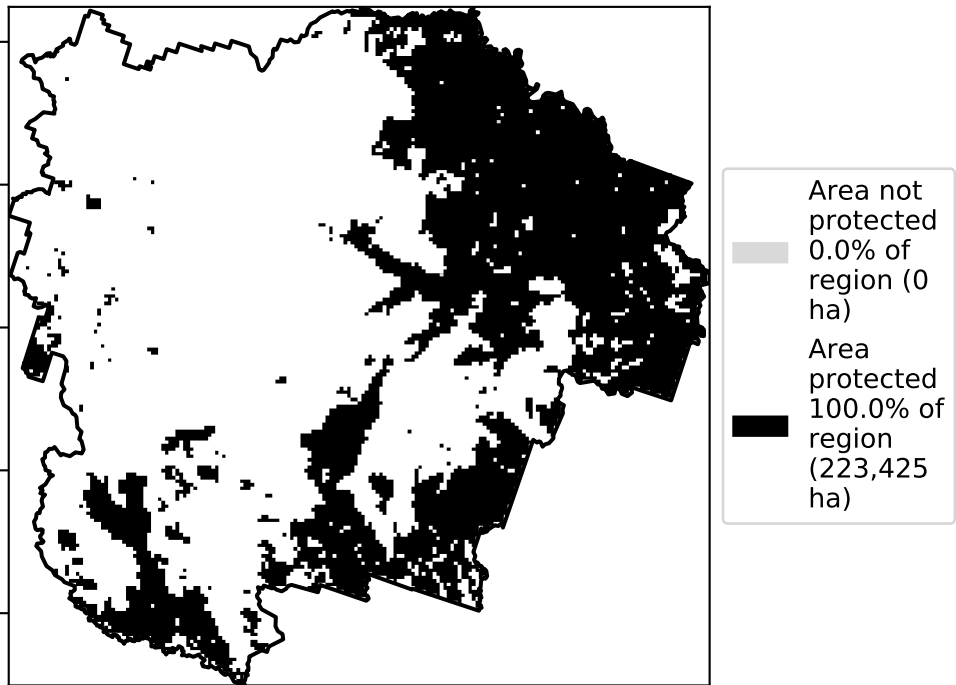 Area not
protected
0.0% of
region (0
ha)
Area
protected
100.0% of
region
(223,425
ha)